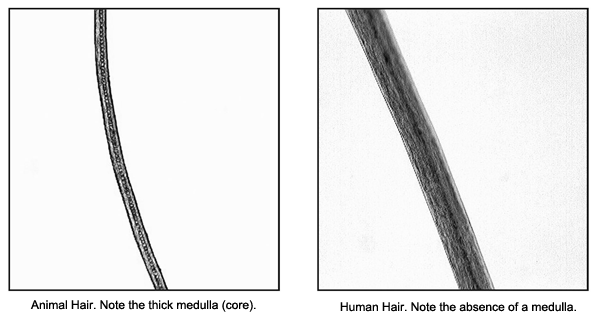 Animal Hair. Note the thick medulla (core).
Human Hair. Note the absence of a medulla.